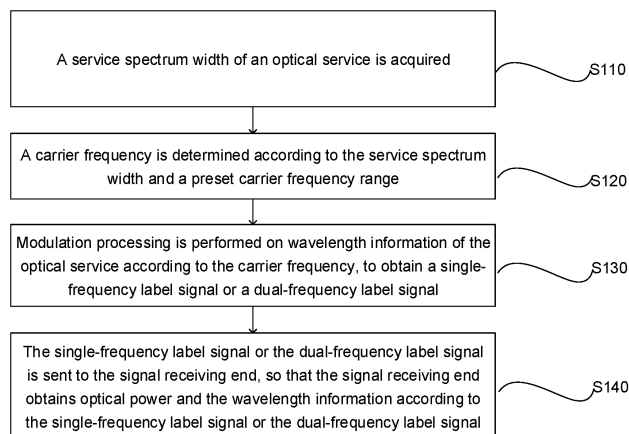 A service spectrum width of an optical service is acquired
S110
A carrier frequency is determined according to the service spectrum
width and a preset carrier frequency range
S120
Modulation processing is performed on wavelength information of the
optical service according to the carrier frequency, to obtain a single-
frequency label signal or a dual-frequency label signal
S130
The single-frequency label signal or the dual-frequency label signal
is sent to the signal receiving end, so that the signal receiving end
obtains optical power and the wavelength information according to
the single-frequency label signal or the dual-frequency label signal
S140